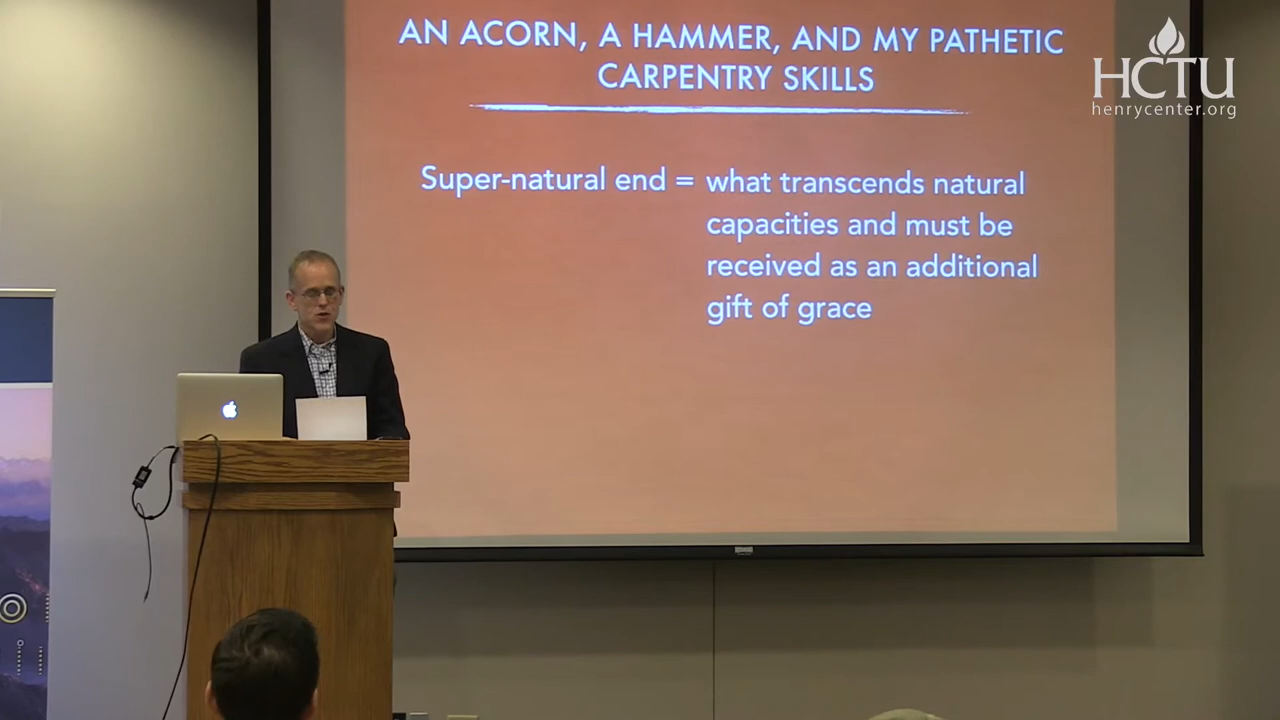 AN ACORN, A HAMMER, AND MY PATHETIC
CARPENTRY SKILLS
Super-natural end = what transcends natural
capacities and must be
received as an additional
gift of grace
HCTU
henrycenter.org